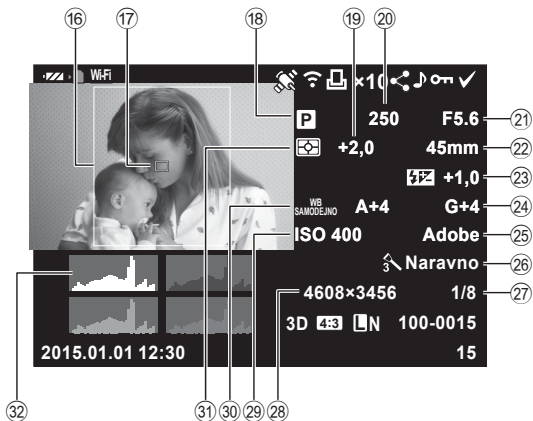 ⑯ ⑰ ⑱ ⑲ ⑳
Wi-Fi ×10
P 250 F5.6 ㉑
+2,0 45mm ㉒
+1,0 ㉓
WB SAMODEJNO A+4 G+4 ㉔
ISO 400 Adobe ㉕
3 Naravno ㉖
4608×3456 1/8 ㉗
3D 4:3 LN 100-0015
2015.01.01 12:30 15
㉜ ㉛ ㉚ ㉙ ㉘